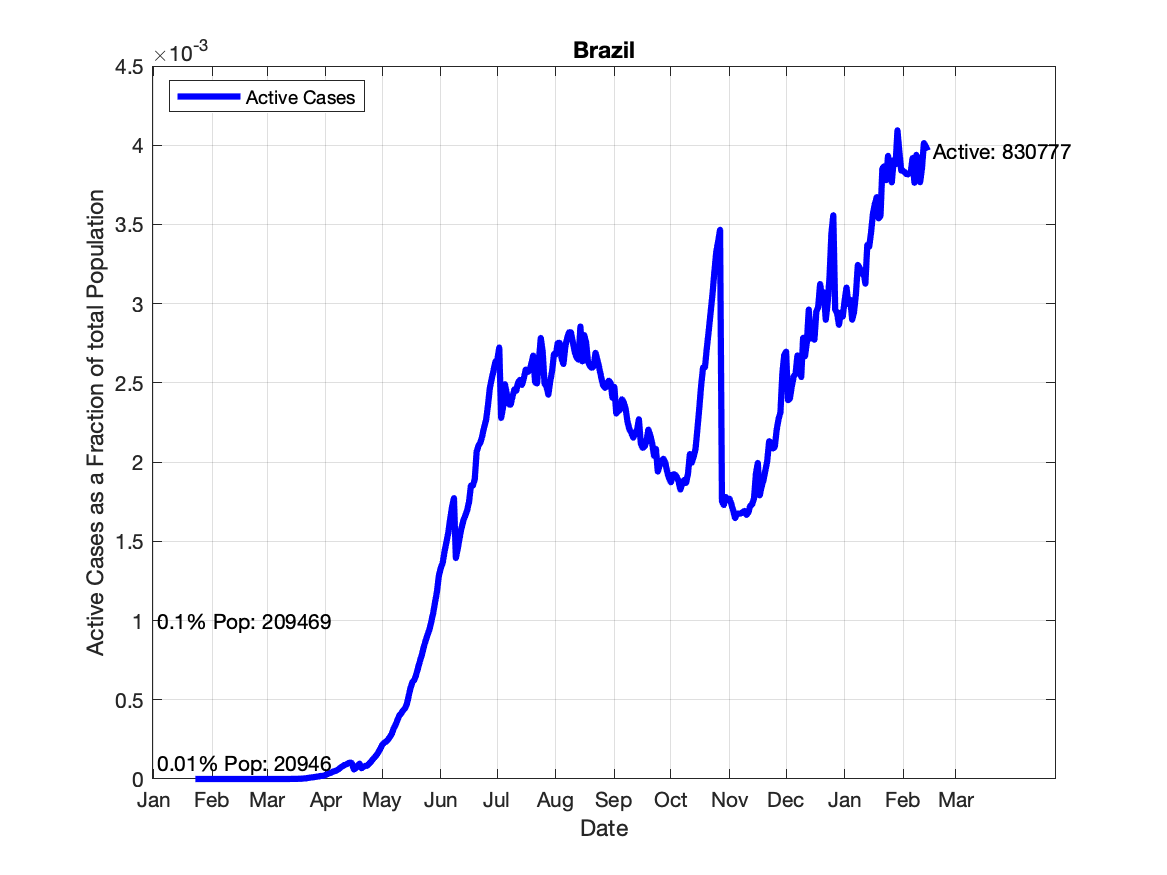 Brazil
×10-3
4.5
4
3.5
3
2.5
2
1.5
1
0.5
0
Active Cases as a Fraction of total Population
Active Cases
Active: 830777
0.1% Pop: 209469
0.01% Pop: 20946
Jan Feb Mar Apr May Jun Jul Aug Sep Oct Nov Dec Jan Feb Mar
Date